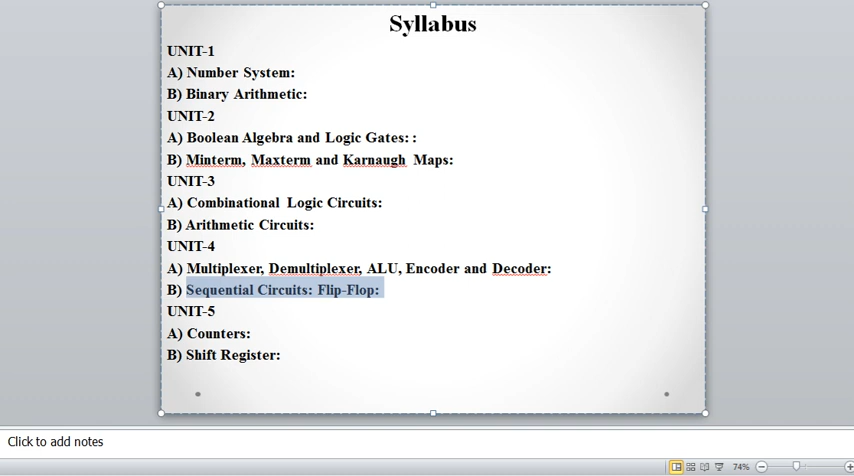 Syllabus
UNIT-1
A) Number System:
B) Binary Arithmetic:
UNIT-2
A) Boolean Algebra and Logic Gates: :
B) Minterm, Maxterm and Karnaugh Maps:
UNIT-3
A) Combinational Logic Circuits:
B) Arithmetic Circuits:
UNIT-4
A) Multiplexer, Demultiplexer, ALU, Encoder and Decoder:
B) Sequential Circuits: Flip-Flop:
UNIT-5
A) Counters:
B) Shift Register:
Click to add notes
74%